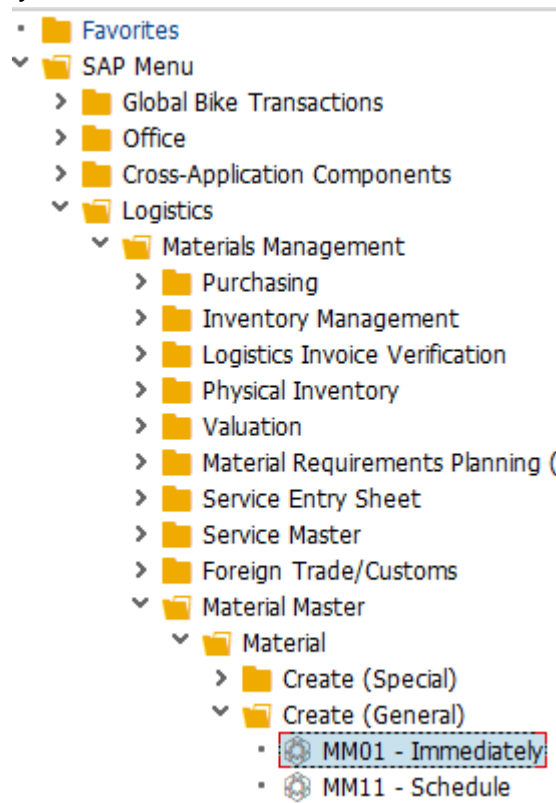 Favorites
SAP Menu
Global Bike Transactions
Office
Cross-Application Components
Logistics
Materials Management
Purchasing
Inventory Management
Logistics Invoice Verification
Physical Inventory
Valuation
Material Requirements Planning (
Service Entry Sheet
Service Master
Foreign Trade/Customs
Material Master
Material
Create (Special)
Create (General)
MM01 - Immediately
MM11 - Schedule